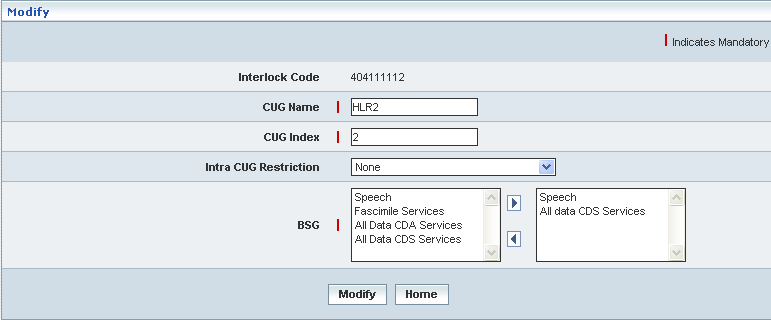 Modify
Indicates Mandatory
Interlock Code 404111112
CUG Name HLR2
CUG Index 2
Intra CUG Restriction None
BSG
Speech
Fascimile Services
All Data CDA Services
All Data CDS Services
Speech
All data CDS Services
Modify Home